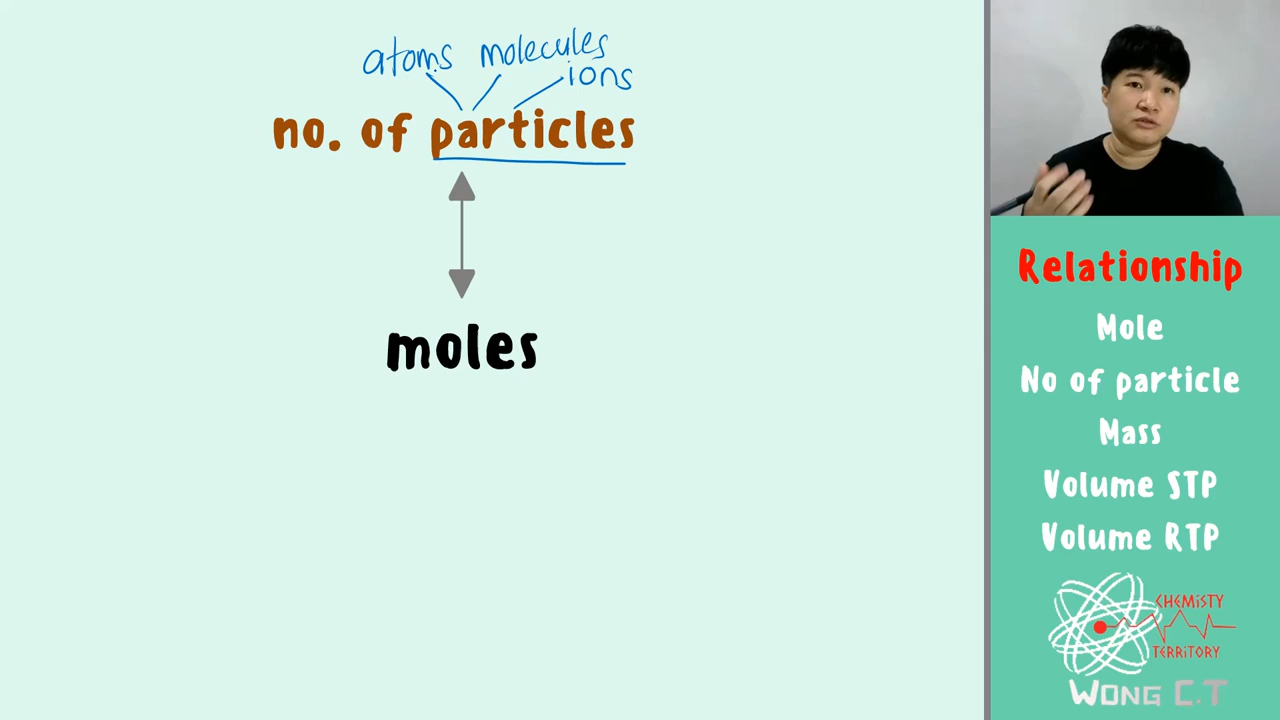 atoms molecules
ions
no. of particles
moles
Relationship
Mole
No of particle
Mass
Volume STP
Volume RTP
CHEMiSTY
TERRiTORY
WONG C.T